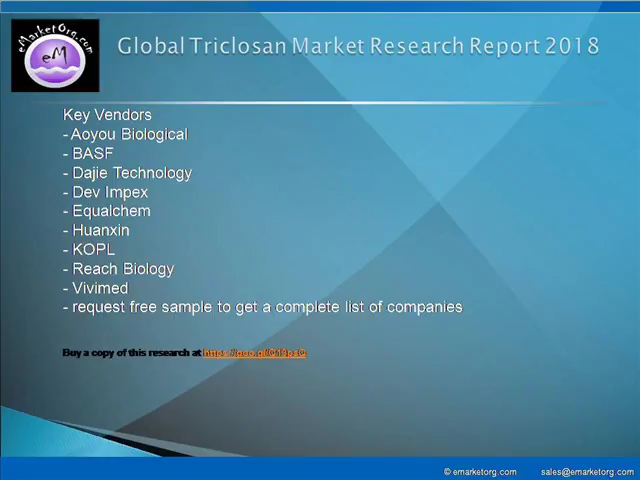 eMarketOrg.com
eM
Global Triclosan Market Research Report 2018
Key Vendors
- Aoyou Biological
- BASF
- Dajie Technology
- Dev Impex
- Equalchem
- Huanxin
- KOPL
- Reach Biology
- Vivimed
- request free sample to get a complete list of companies
Buy a copy of this research at
© emarketorg.com sales@emarketorg.com